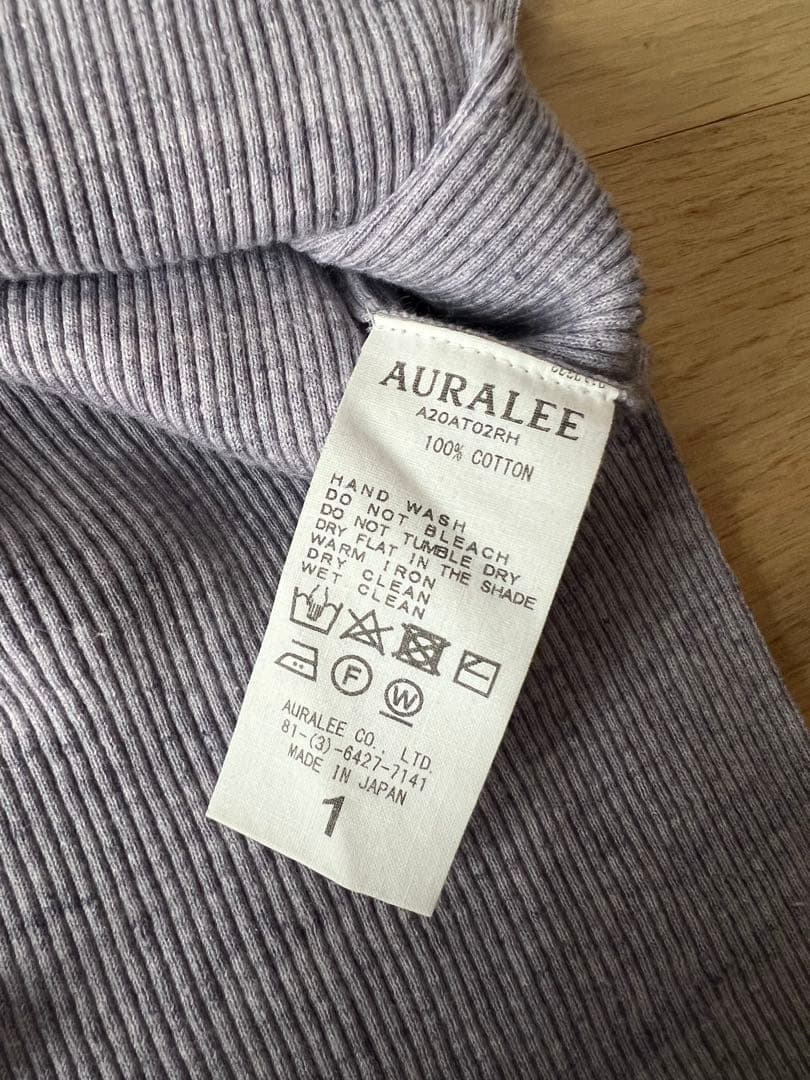 AURALEE
A20AT02RH
100% COTTON
HAND WASH
DO NOT BLEACH
DO NOT TUMBLE DRY
DRY FLAT IN THE SHADE
WARM IRON
DRY CLEAN
WET CLEAN
F W
AURALEE CO., LTD.
81-(3)-6427-7141
MADE IN JAPAN
1